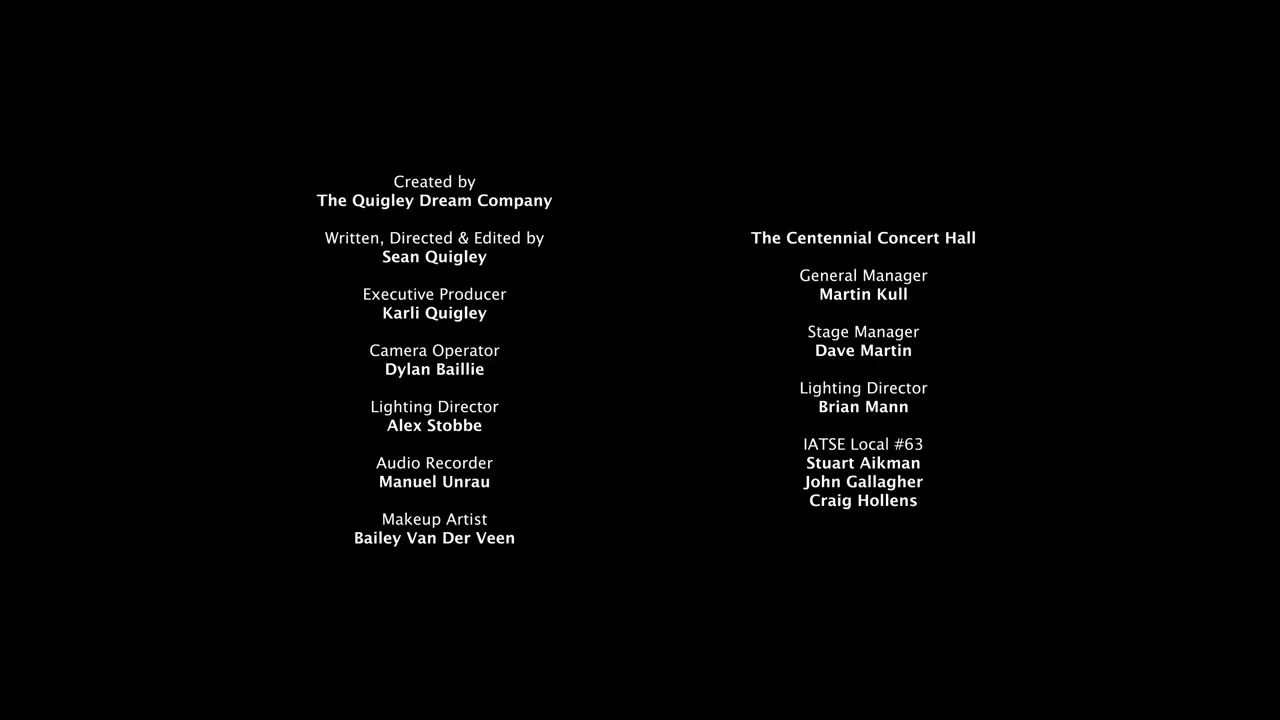 Created by
The Quigley Dream Company
Written, Directed & Edited by
Sean Quigley
Executive Producer
Karli Quigley
Camera Operator
Dylan Baillie
Lighting Director
Alex Stobbe
Audio Recorder
Manuel Unrau
Makeup Artist
Bailey Van Der Veen
The Centennial Concert Hall
General Manager
Martin Kull
Stage Manager
Dave Martin
Lighting Director
Brian Mann
IATSE Local #63
Stuart Aikman
John Gallagher
Craig Hollens